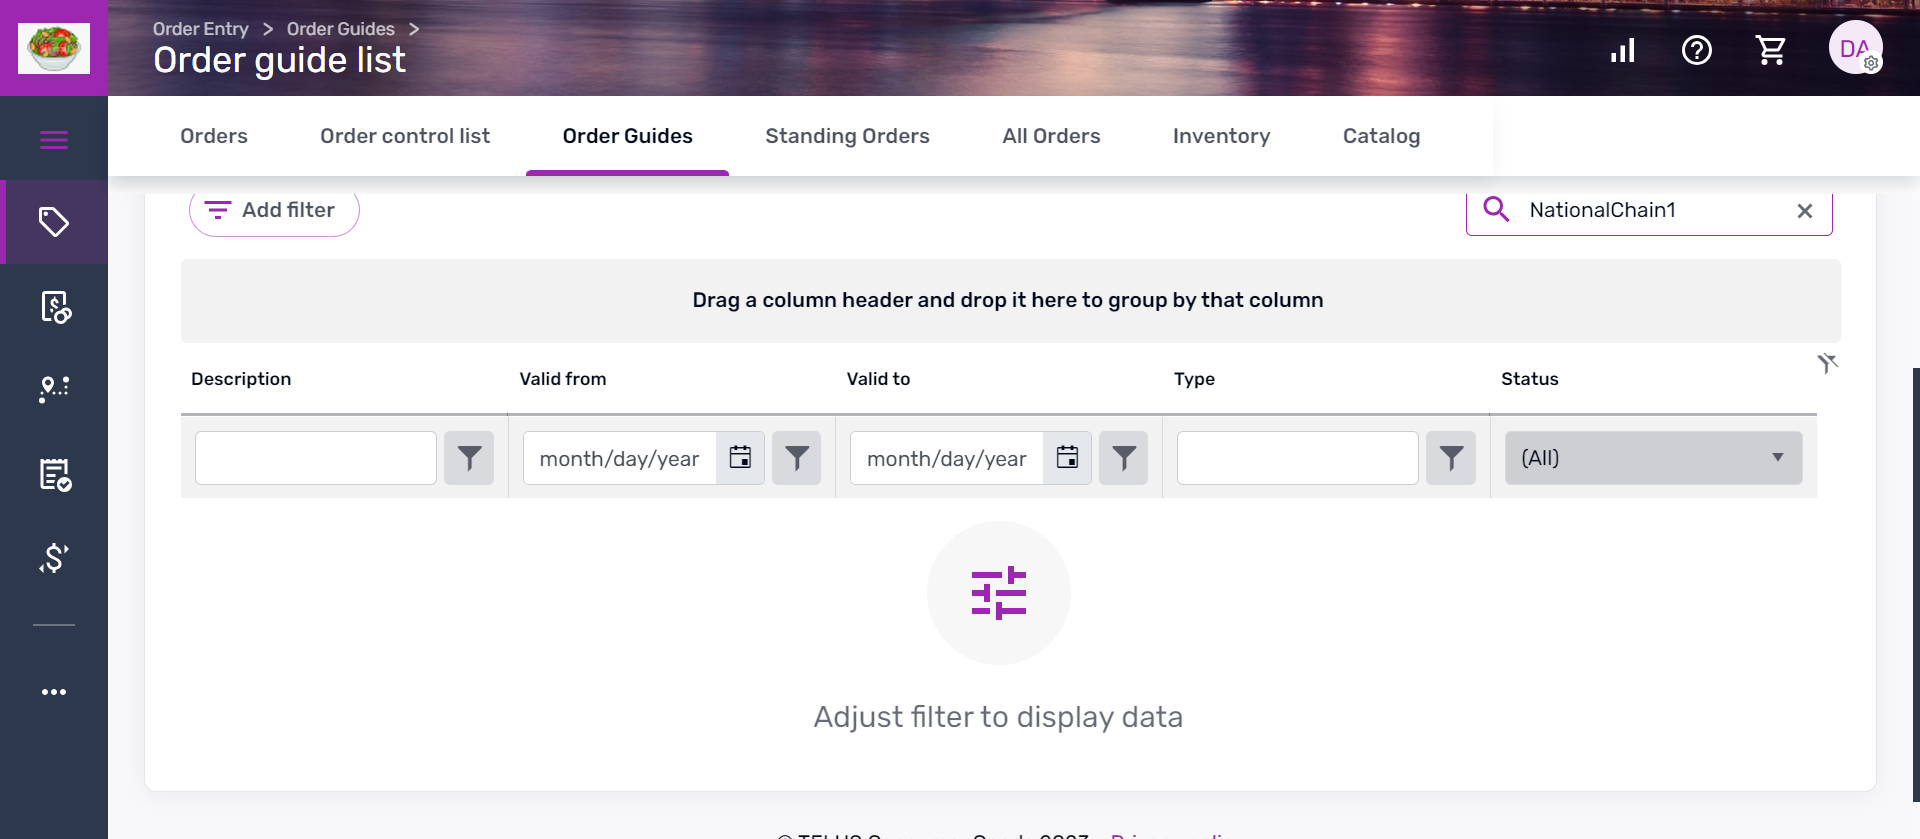 Order Entry > Order Guides >
Order guide list
DA
Orders Order control list Order Guides Standing Orders All Orders Inventory Catalog
Add filter
NationalChain1
Drag a column header and drop it here to group by that column
Description Valid from Valid to Type Status
month/day/year month/day/year (All)
Adjust filter to display data